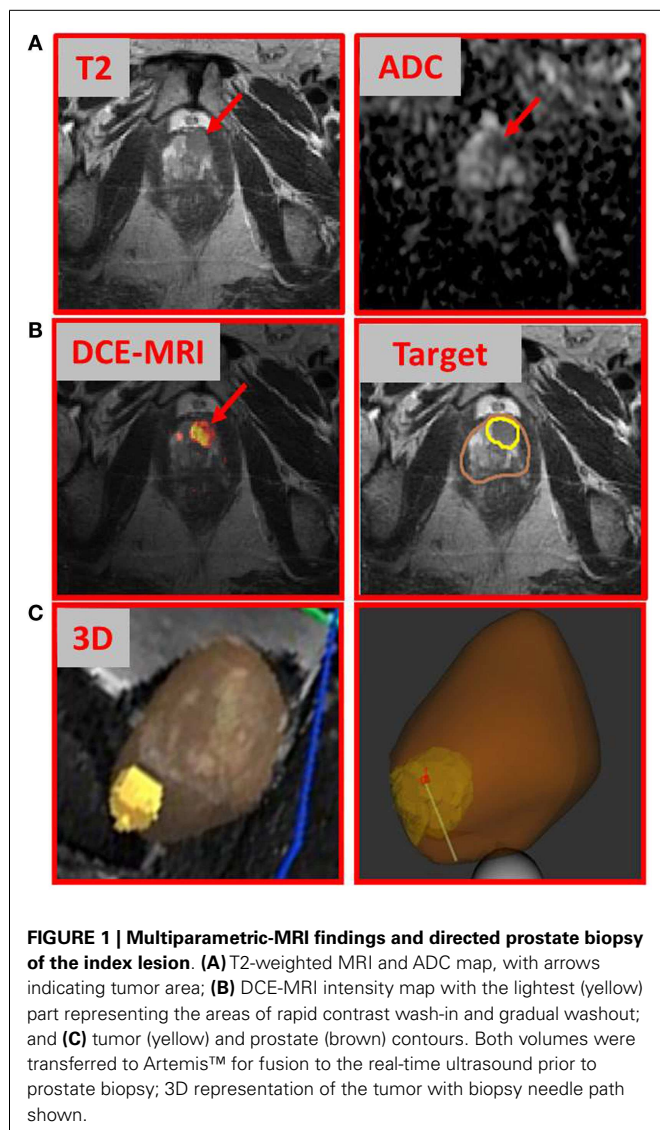 A
T2
ADC
B
DCE-MRI
Target
C
3D
FIGURE 1 | Multiparametric-MRI findings and directed prostate biopsy
of the index lesion. (A) T2-weighted MRI and ADC map, with arrows
indicating tumor area; (B) DCE-MRI intensity map with the lightest (yellow)
part representing the areas of rapid contrast wash-in and gradual washout;
and (C) tumor (yellow) and prostate (brown) contours. Both volumes were
transferred to Artemis™ for fusion to the real-time ultrasound prior to
prostate biopsy; 3D representation of the tumor with biopsy needle path
shown.